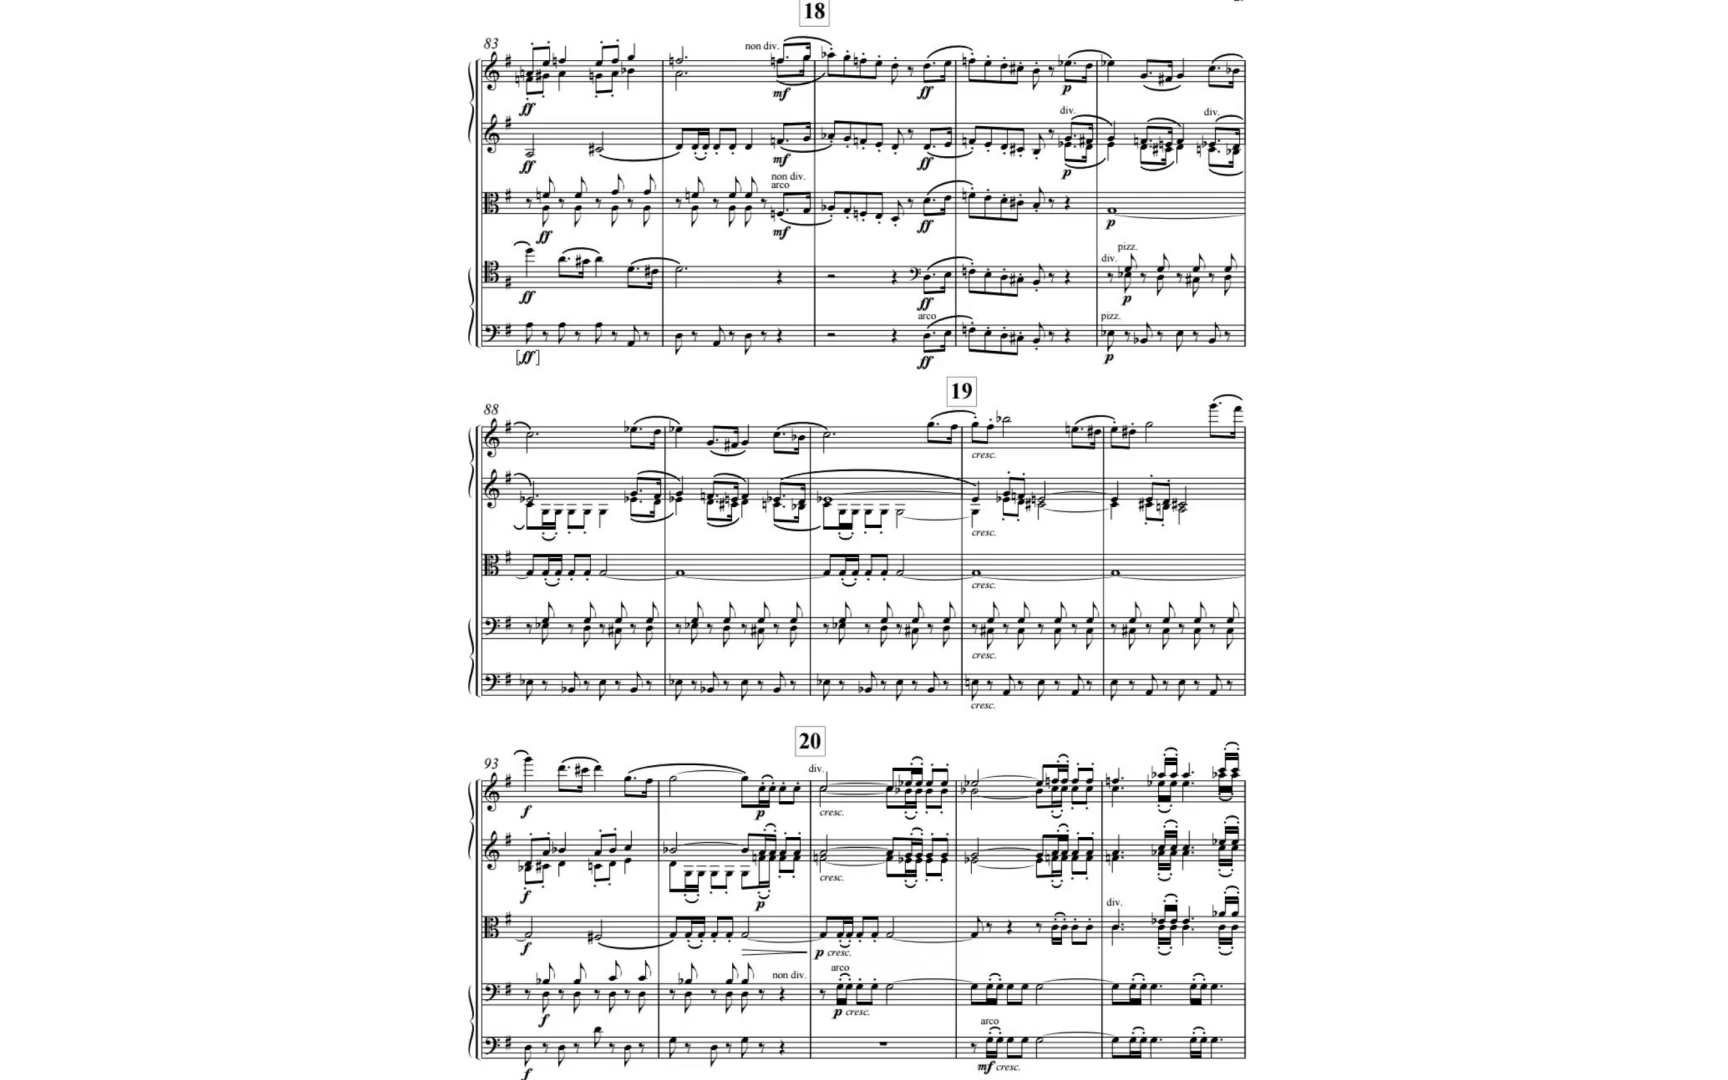 18
83
non div.
mf
ff
p
ff
div.
div.
mf
ff
p
non div.
arco
ff
mf
ff
p
pizz.
div.
ff
ff
p
arco
pizz.
[ff]
ff
p
19
88
cresc.
cresc.
cresc.
cresc.
cresc.
20
93
div.
f
p
cresc.
f
p
cresc.
div.
f
p cresc.
non div.
arco
f
p cresc.
arco
f
mf cresc.